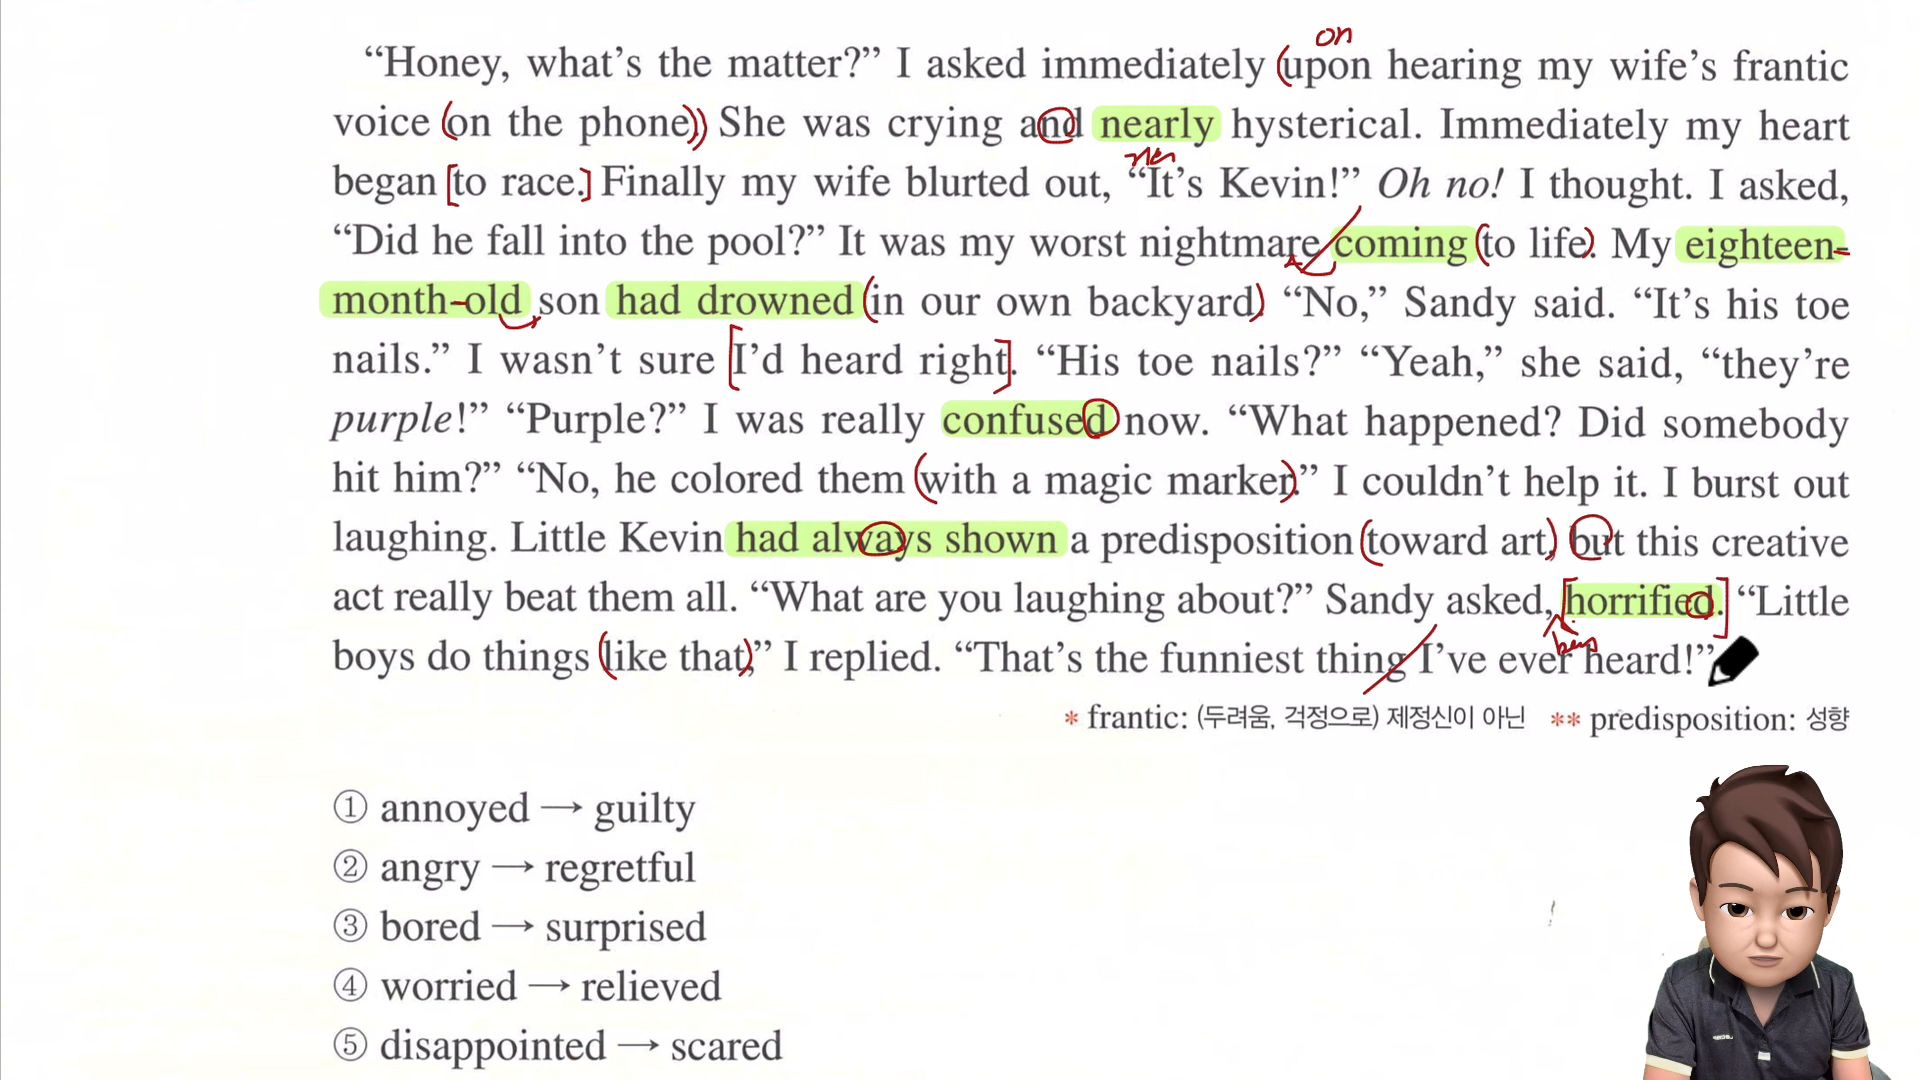 on
“Honey, what’s the matter?” I asked immediately (upon hearing my wife’s frantic
voice (on the phone)) She was crying and nearly hysterical. Immediately my heart
began [to race.] Finally my wife blurted out, “It’s Kevin!” Oh no! I thought. I asked,
“Did he fall into the pool?” It was my worst nightmare coming (to life). My eighteen-
month-old son had drowned (in our own backyard) “No,” Sandy said. “It’s his toe
nails.” I wasn’t sure [I’d heard right]. “His toe nails?” “Yeah,” she said, “they’re
purple!” “Purple?” I was really confused now. “What happened? Did somebody
hit him?” “No, he colored them (with a magic marker).” I couldn’t help it. I burst out
laughing. Little Kevin had always shown a predisposition (toward art,) but this creative
act really beat them all. “What are you laughing about?” Sandy asked, [horrified.] “Little
being
boys do things (like that,)” I replied. “That’s the funniest thing I’ve ever heard!”
* frantic: (두려움, 걱정으로) 제정신이 아닌 ** predisposition: 성향
① annoyed → guilty
② angry → regretful
③ bored → surprised
④ worried → relieved
⑤ disappointed → scared